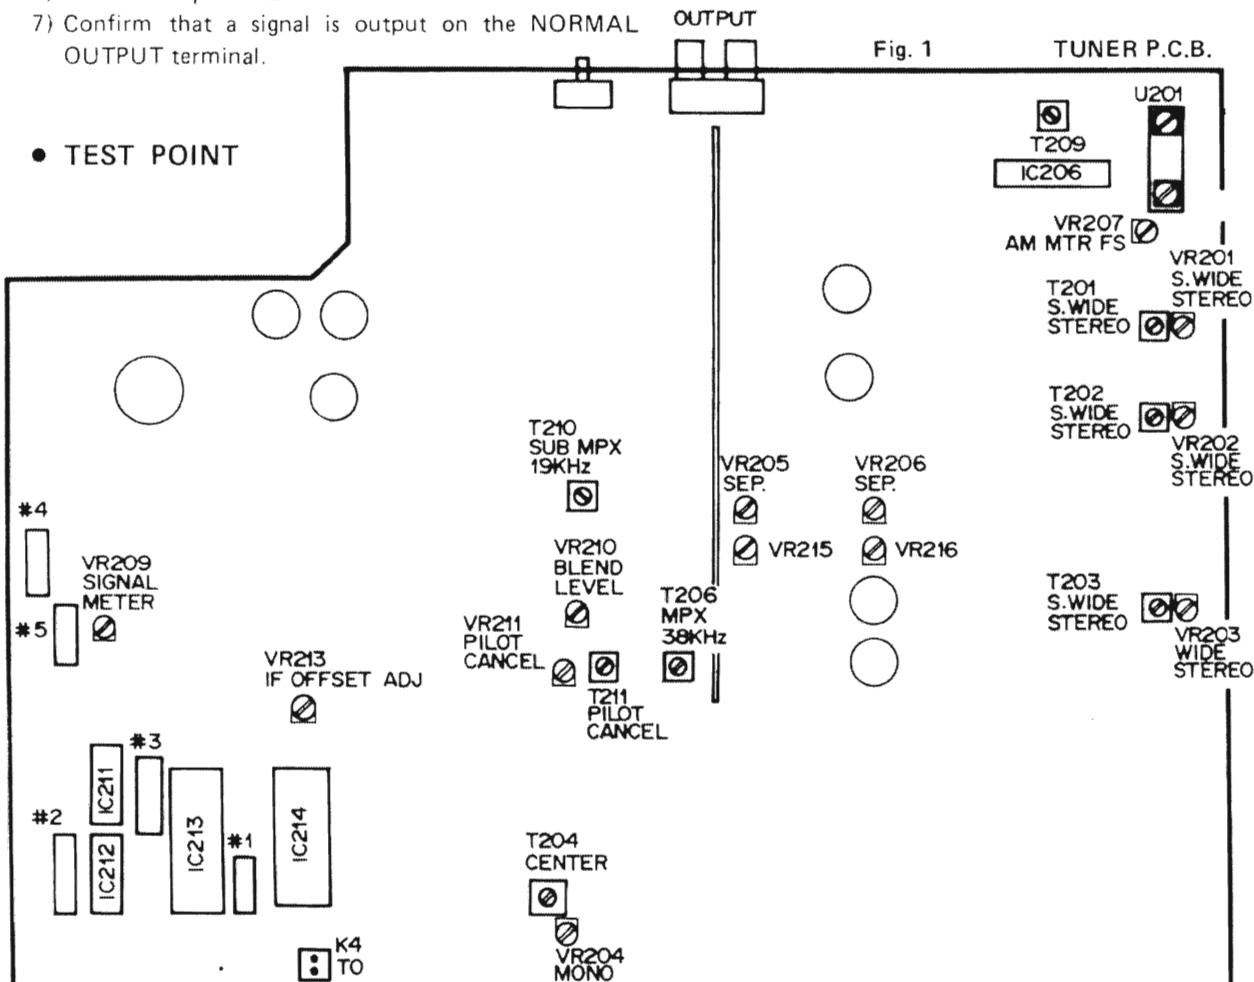 7) Confirm that a signal is output on the NORMAL
OUTPUT terminal.
OUTPUT
Fig. 1
TUNER P.C.B.
• TEST POINT
U201
T209
IC206
VR207
AM MTR FS
VR201
S.WIDE
STEREO
T201
S.WIDE
STEREO
T202
S.WIDE
STEREO
VR202
S.WIDE
STEREO
T210
SUB MPX
19KHz
VR205
SEP.
VR206
SEP.
#4
VR215
VR216
VR209
SIGNAL
METER
VR210
BLEND
LEVEL
T206
MPX
38KHz
T203
S.WIDE
STEREO
#5
VR211
PILOT
CANCEL
VR203
WIDE
STEREO
VR213
IF OFFSET ADJ
T211
PILOT
CANCEL
#3
IC211
#2
IC212
IC213
#1
IC214
T204
CENTER
VR204
MONO
K4
TO